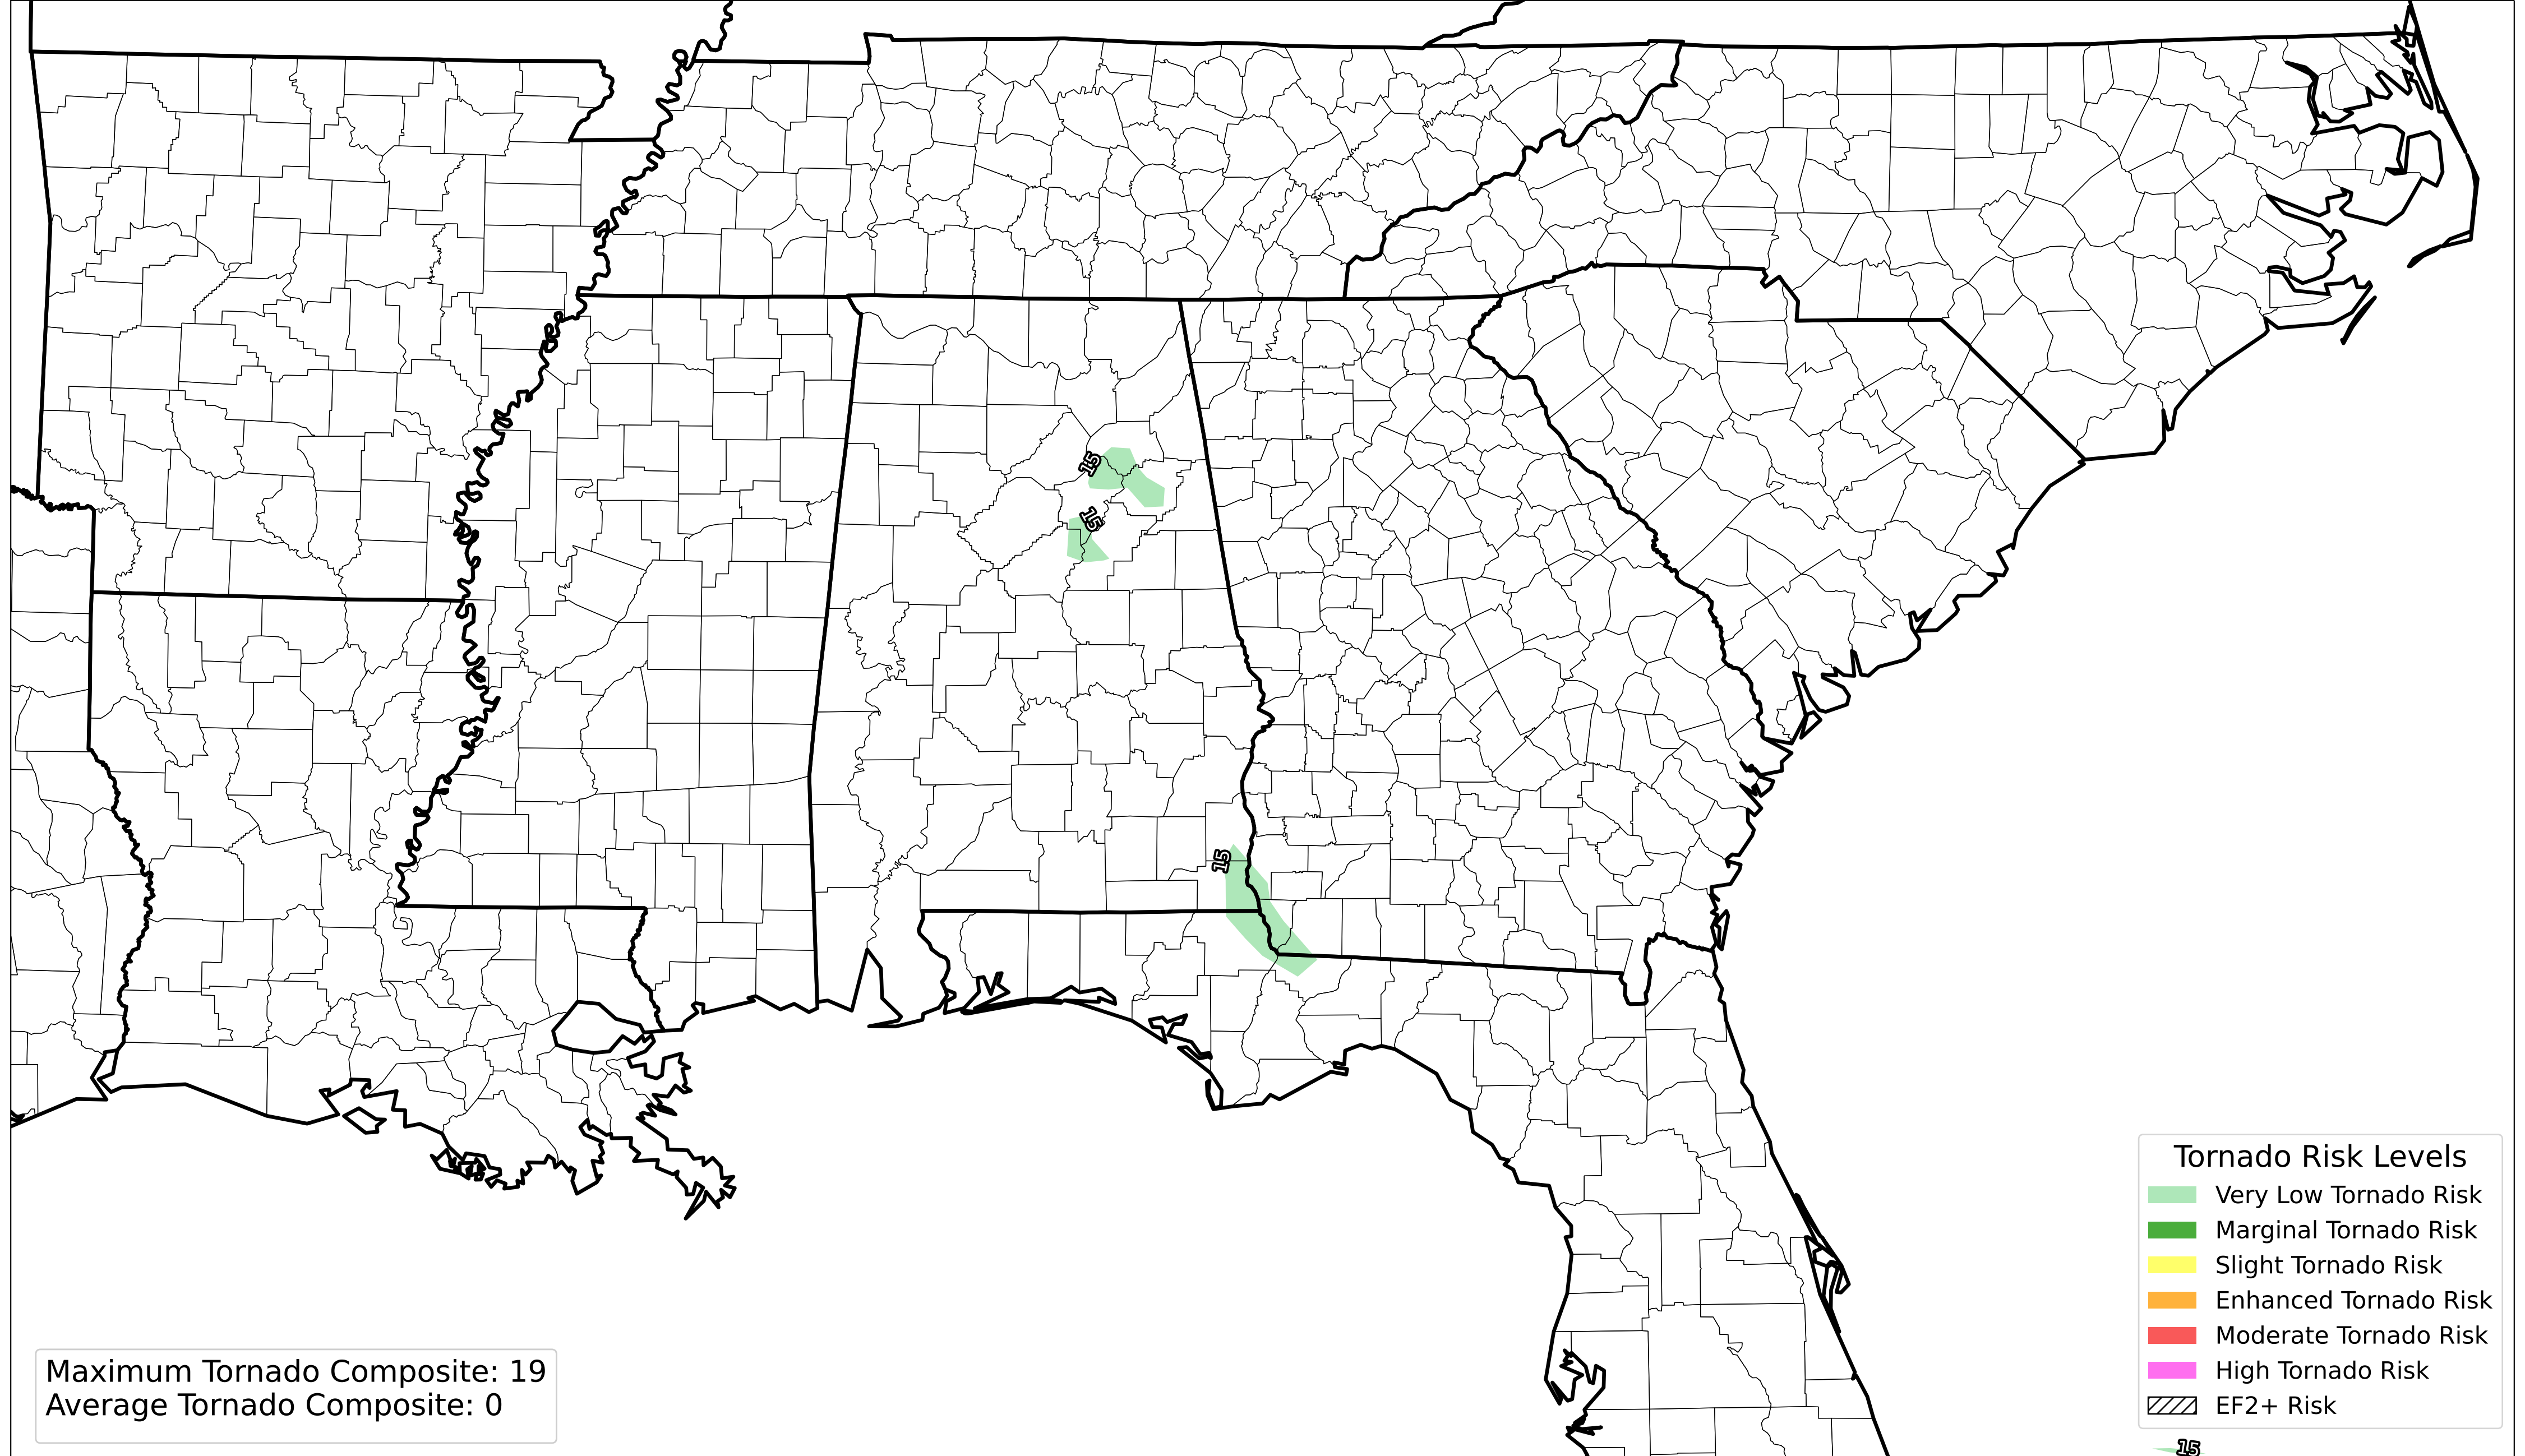 15
15
15
Tornado Risk Levels
Very Low Tornado Risk
Marginal Tornado Risk
Slight Tornado Risk
Enhanced Tornado Risk
Moderate Tornado Risk
High Tornado Risk
EF2+ Risk
Maximum Tornado Composite: 19
Average Tornado Composite: 0
15